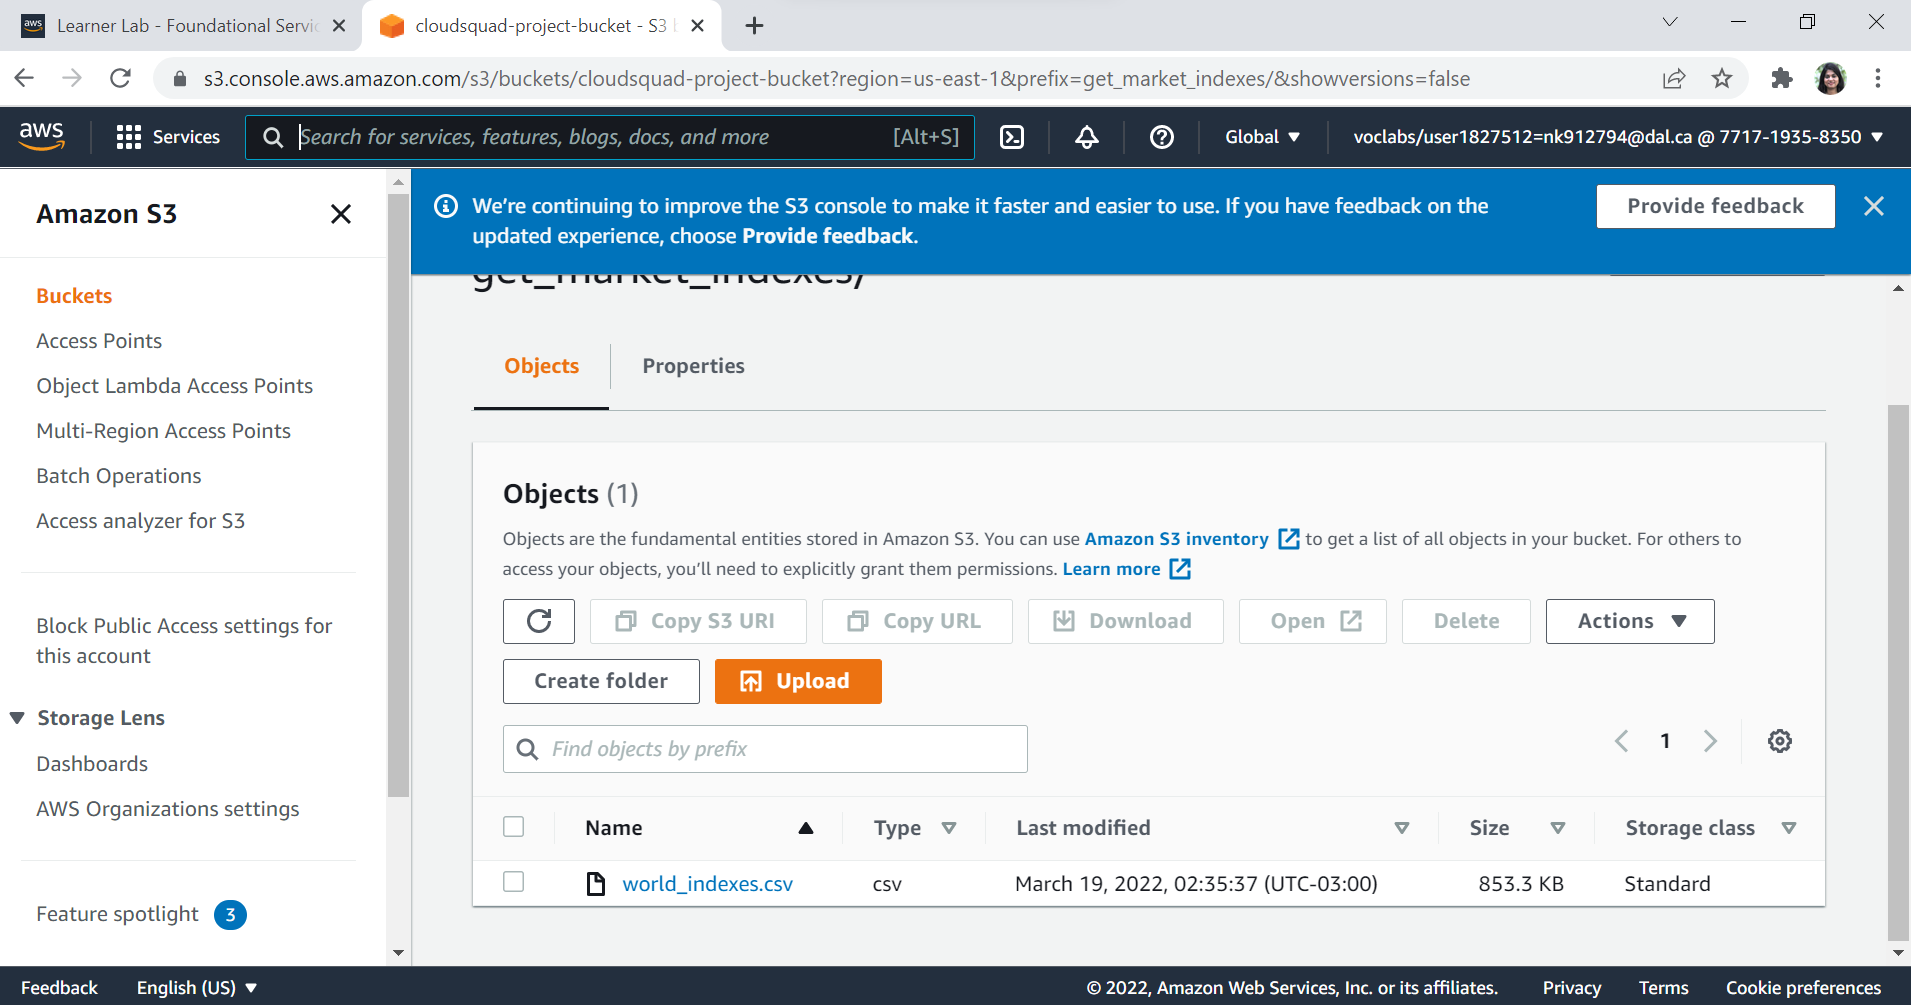 aws Learner Lab - Foundational Servi
cloudsquad-project-bucket - S3
s3.console.aws.amazon.com/s3/buckets/cloudsquad-project-bucket?region=us-east-1&prefix=get_market_indexes/&showversions=false
aws
Services
Search for services, features, blogs, docs, and more [Alt+S]
Global
voclabs/user1827512=nk912794@dal.ca @ 7717-1935-8350
Amazon S3
Buckets
Access Points
Object Lambda Access Points
Multi-Region Access Points
Batch Operations
Access analyzer for S3
Block Public Access settings for
this account
Storage Lens
Dashboards
AWS Organizations settings
Feature spotlight 3
We're continuing to improve the S3 console to make it faster and easier to use. If you have feedback on the
updated experience, choose Provide feedback.
Provide feedback
get_market_indexes/
Objects
Properties
Objects (1)
Objects are the fundamental entities stored in Amazon S3. You can use Amazon S3 inventory to get a list of all objects in your bucket. For others to
access your objects, you'll need to explicitly grant them permissions. Learn more
Copy S3 URI
Copy URL
Download
Open
Delete
Actions
Create folder
Upload
Find objects by prefix
1
Name Type Last modified Size Storage class
world_indexes.csv csv March 19, 2022, 02:35:37 (UTC-03:00) 853.3 KB Standard
Feedback English (US) © 2022, Amazon Web Services, Inc. or its affiliates. Privacy Terms Cookie preferences